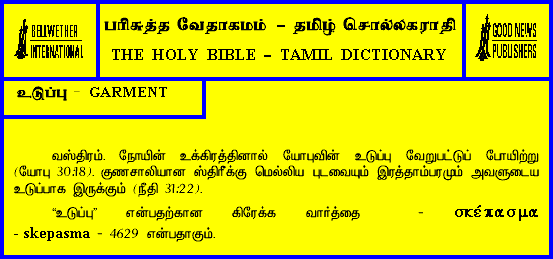 BELLWETHER
INTERNATIONAL
பரிசுத்த வேதாகமம் – தமிழ் சொல்லகராதி
THE HOLY BIBLE – TAMIL DICTIONARY
GOOD NEWS
PUBLISHERS
உடுப்பு – GARMENT
வஸ்திரம். நோயின் உக்கிரத்தினால் யோபுவின் உடுப்பு வேறுபட்டுப் போயிற்று
(யோபு 30:18). குணசாலியான ஸ்திரீக்கு மெல்லிய புடவையும் இரத்தாம்பரமும் அவளுடைய
உடுப்பாக இருக்கும் (நீதி 31:22).
“உடுப்பு” என்பதற்கான கிரேக்க வார்த்தை – σκέπασμα
- skepasma – 4629 என்பதாகும்.